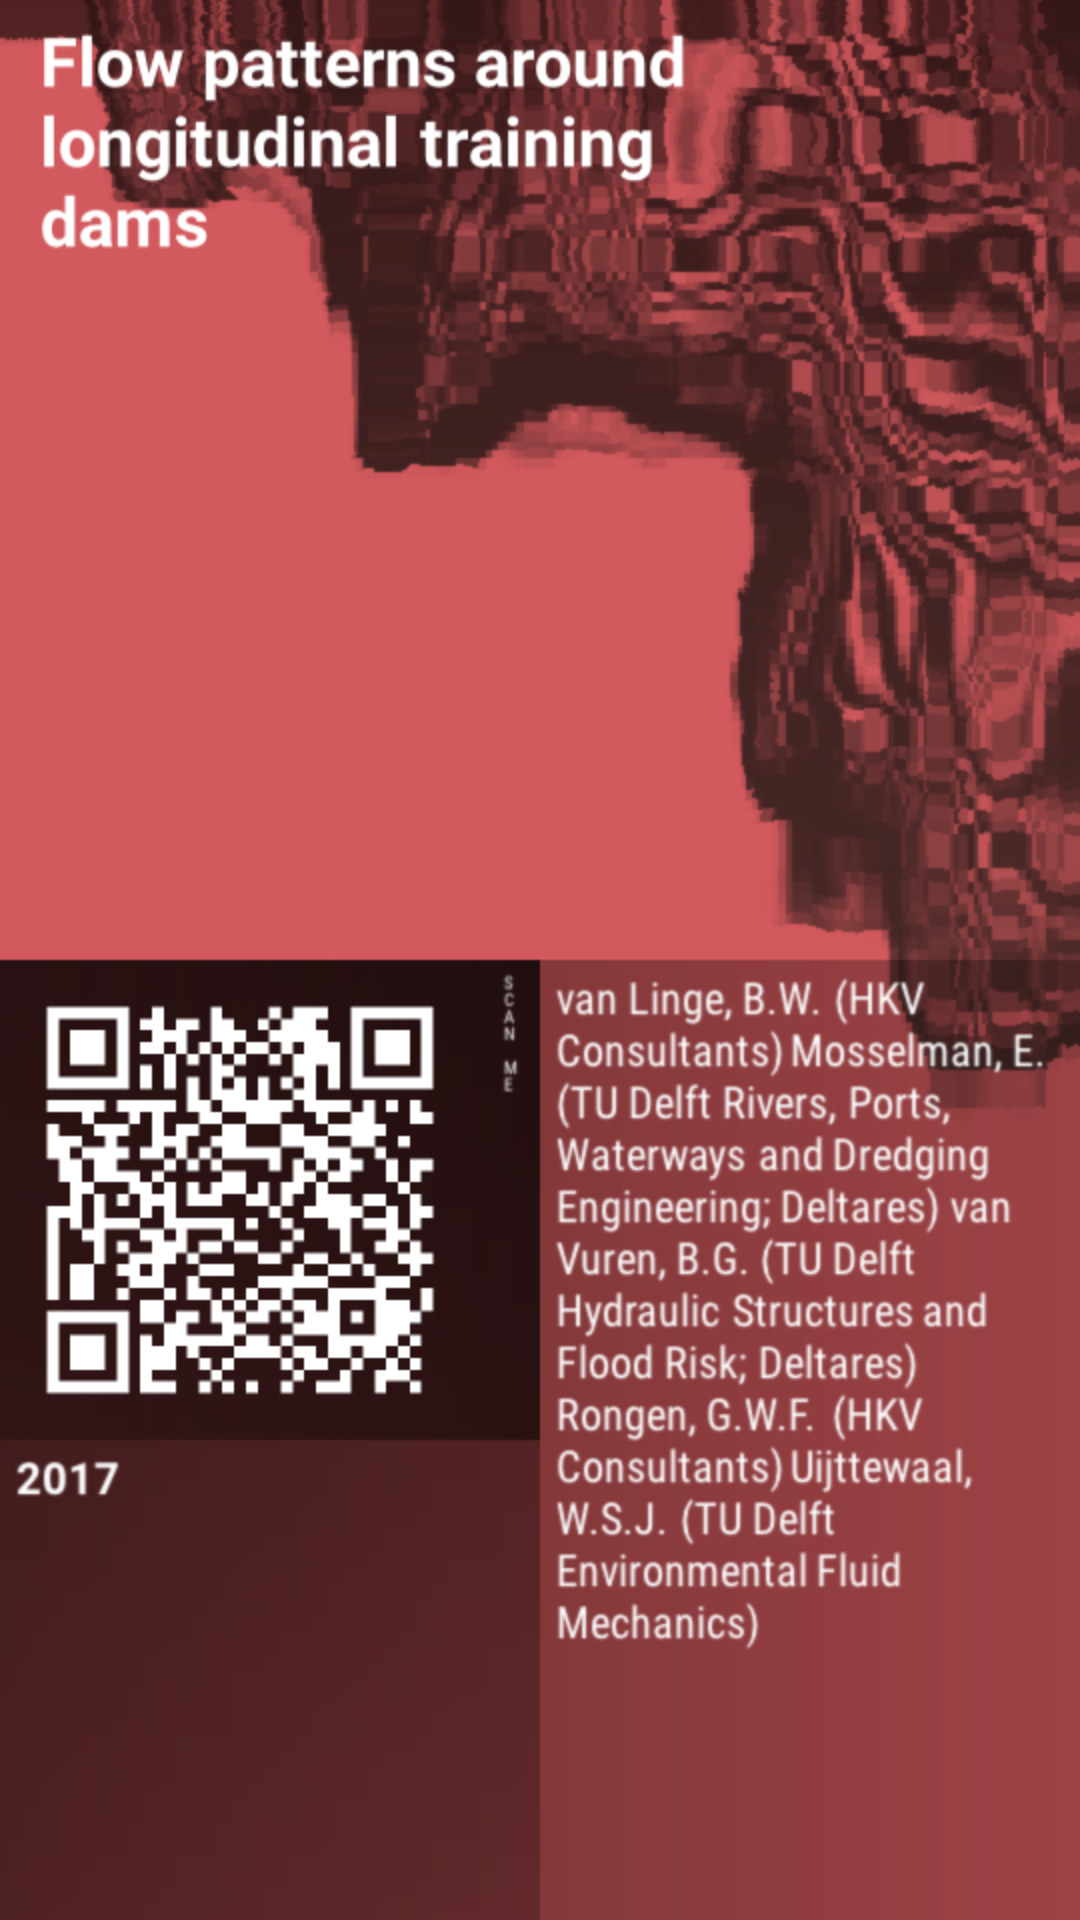 Flow patterns around
longitudinal training
dams
SCAN ME
van Linge, B.W. (HKV
Consultants) Mosselman, E.
(TU Delft Rivers, Ports,
Waterways and Dredging
Engineering; Deltares) van
Vuren, B.G. (TU Delft
Hydraulic Structures and
Flood Risk; Deltares)
Rongen, G.W.F. (HKV
Consultants) Uijttewaal,
W.S.J. (TU Delft
Environmental Fluid
Mechanics)
2017